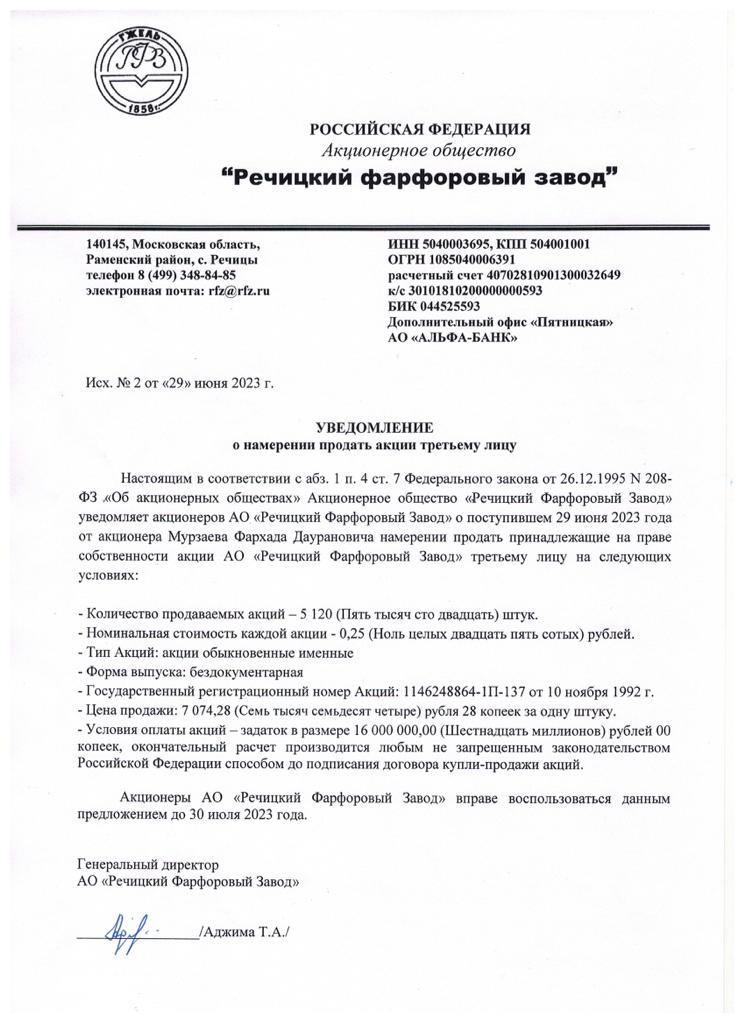 ГЖЕЛЬ
РФЗ
1858г.
РОССИЙСКАЯ ФЕДЕРАЦИЯ
Акционерное общество
“Речицкий фарфоровый завод”
140145, Московская область,
Раменский район, с. Речицы
телефон 8 (499) 348-84-85
электронная почта: rfz@rfz.ru
ИНН 5040003695, КПП 504001001
ОГРН 1085040006391
расчетный счет 40702810901300032649
к/с 30101810200000000593
БИК 044525593
Дополнительный офис «Пятницкая»
АО «АЛЬФА-БАНК»
Исх. № 2 от «29» июня 2023 г.
УВЕДОМЛЕНИЕ
о намерении продать акции третьему лицу
Настоящим в соответствии с абз. 1 п. 4 ст. 7 Федерального закона от 26.12.1995 N 208-
ФЗ «Об акционерных обществах» Акционерное общество «Речицкий Фарфоровый Завод»
уведомляет акционеров АО «Речицкий Фарфоровый Завод» о поступившем 29 июня 2023 года
от акционера Мурзаева Фархада Даурановича намерении продать принадлежащие на праве
собственности акции АО «Речицкий Фарфоровый Завод» третьему лицу на следующих
условиях:
- Количество продаваемых акций – 5 120 (Пять тысяч сто двадцать) штук.
- Номинальная стоимость каждой акции - 0,25 (Ноль целых двадцать пять сотых) рублей.
- Тип Акций: акции обыкновенные именные
- Форма выпуска: бездокументарная
- Государственный регистрационный номер Акций: 1146248864-1П-137 от 10 ноября 1992 г.
- Цена продажи: 7 074,28 (Семь тысяч семьдесят четыре) рубля 28 копеек за одну штуку.
- Условия оплаты акций – задаток в размере 16 000 000,00 (Шестнадцать миллионов) рублей 00
копеек, окончательный расчет производится любым не запрещенным законодательством
Российской Федерации способом до подписания договора купли-продажи акций.
Акционеры АО «Речицкий Фарфоровый Завод» вправе воспользоваться данным
предложением до 30 июля 2023 года.
Генеральный директор
АО «Речицкий Фарфоровый Завод»
/Аджима Т.А./